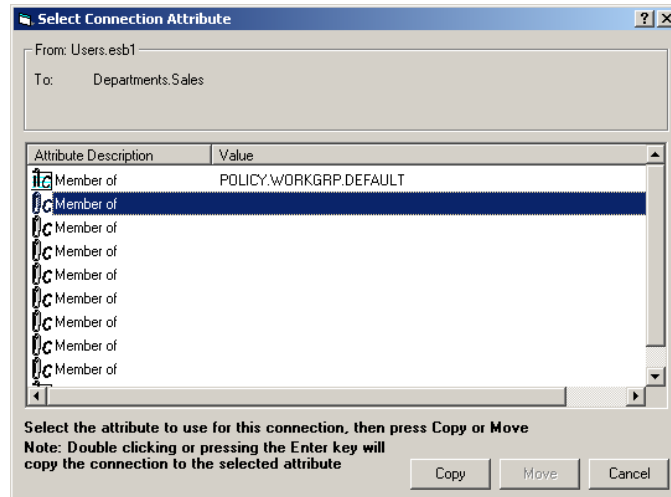 Select Connection Attribute
From: Users.esb1
To: Departments.Sales
Attribute Description Value
Member of POLICY.WORKGRP.DEFAULT
Member of
Member of
Member of
Member of
Member of
Member of
Member of
Member of
Select the attribute to use for this connection, then press Copy or Move
Note: Double clicking or pressing the Enter key will
copy the connection to the selected attribute
Copy Move Cancel